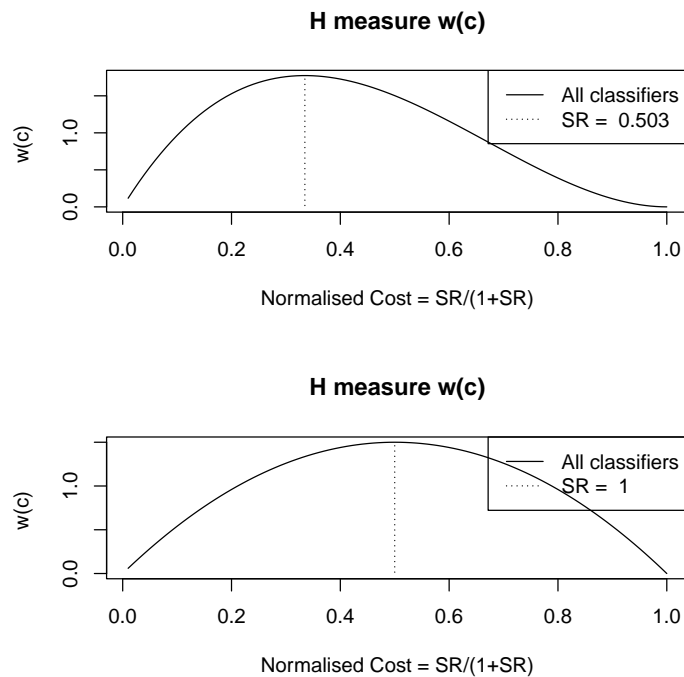 H measure w(c)
w(c)
0.0 1.0
All classifiers
SR = 0.503
0.0 0.2 0.4 0.6 0.8 1.0
Normalised Cost = SR/(1+SR)
H measure w(c)
w(c)
0.0 1.0
All classifiers
SR = 1
0.0 0.2 0.4 0.6 0.8 1.0
Normalised Cost = SR/(1+SR)